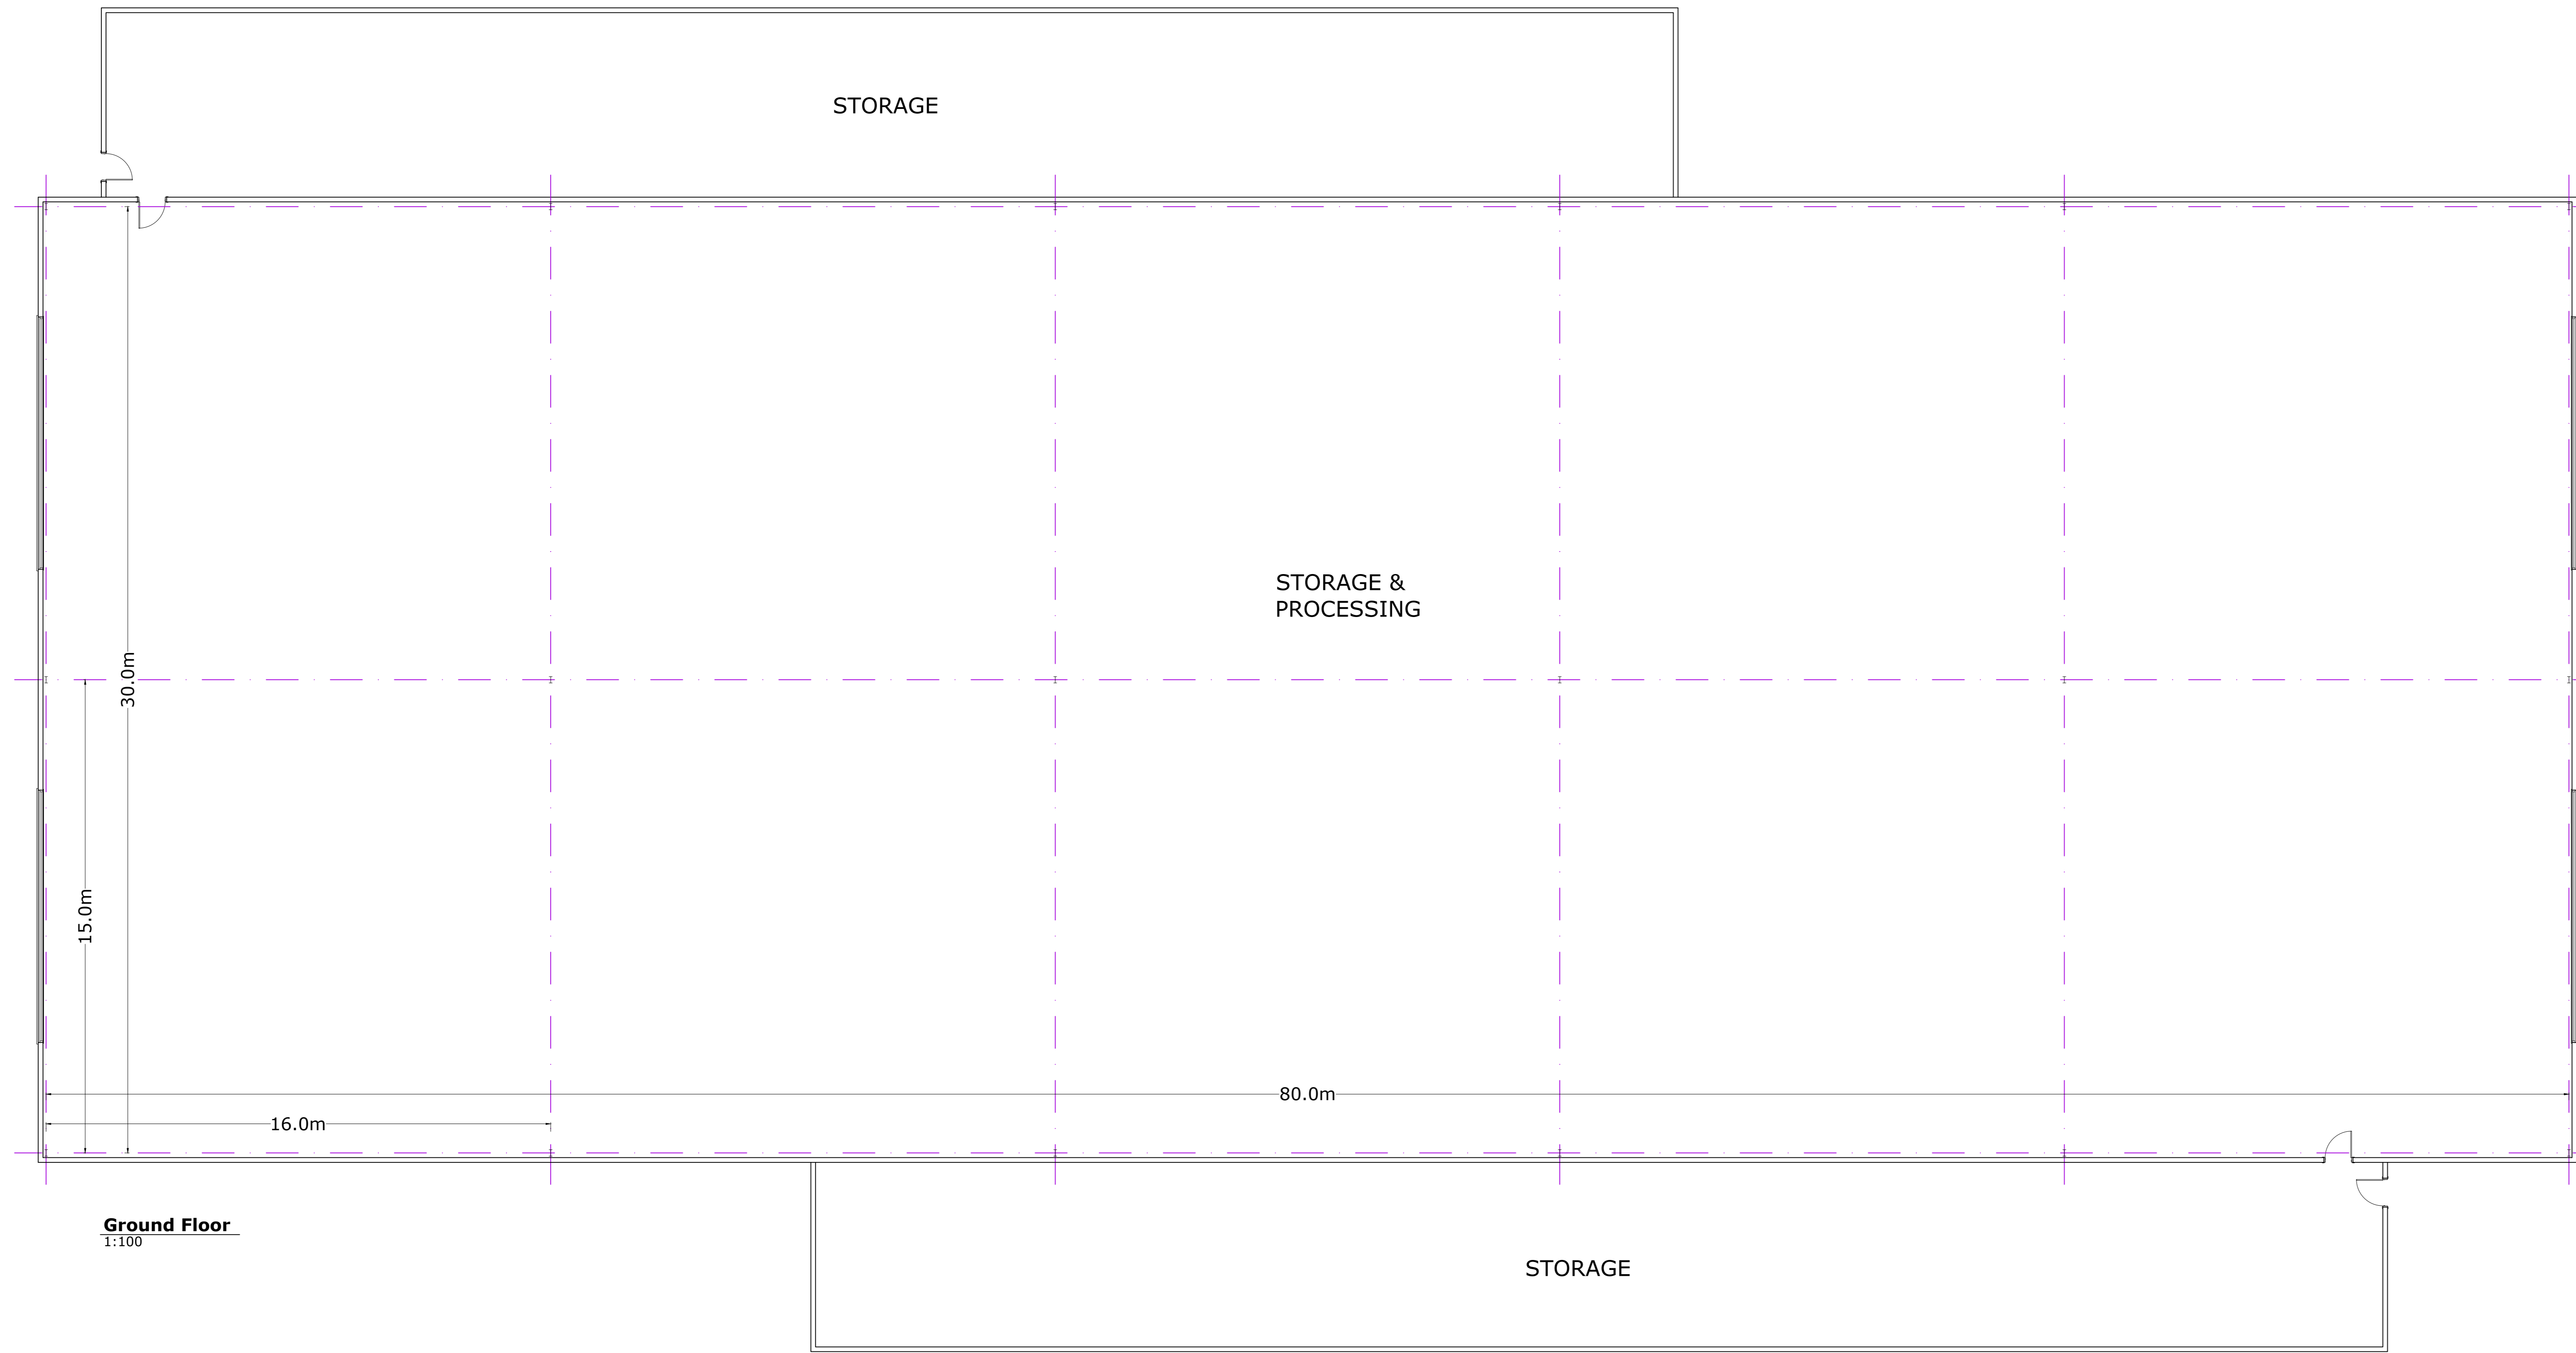 STORAGE
STORAGE &
PROCESSING
30.0m
15.0m
80.0m
16.0m
Ground Floor
1:100
STORAGE